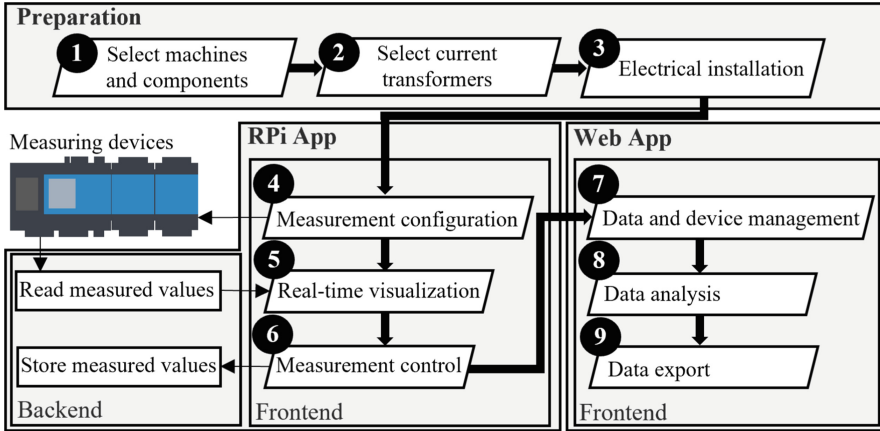 Preparation
1
Select machines
and components
2
Select current
transformers
3
Electrical installation
Measuring devices
RPi App
4
Measurement configuration
5
Real-time visualization
6
Measurement control
Frontend
Read measured values
Store measured values
Backend
Web App
7
Data and device management
8
Data analysis
9
Data export
Frontend